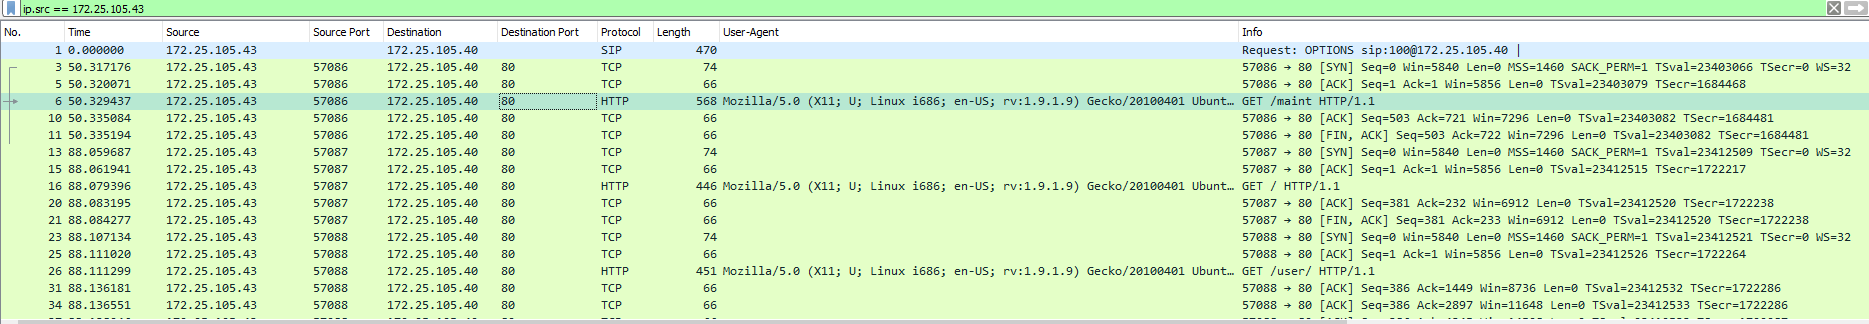 ip.src == 172.25.105.43
No. Time Source Source Port Destination Destination Port Protocol Length User-Agent Info
1 0.000000 172.25.105.43 172.25.105.40 SIP 470 Request: OPTIONS sip:100@172.25.105.40 |
3 50.317176 172.25.105.43 57086 172.25.105.40 80 TCP 74 57086 → 80 [SYN] Seq=0 Win=5840 Len=0 MSS=1460 SACK_PERM=1 TSval=23403066 TSecr=0 WS=32
5 50.320071 172.25.105.43 57086 172.25.105.40 80 TCP 66 57086 → 80 [ACK] Seq=1 Ack=1 Win=5856 Len=0 TSval=23403079 TSecr=1684468
6 50.329437 172.25.105.43 57086 172.25.105.40 80 HTTP 568 Mozilla/5.0 (X11; U; Linux i686; en-US; rv:1.9.1.9) Gecko/20100401 Ubunt… GET /maint HTTP/1.1
10 50.335084 172.25.105.43 57086 172.25.105.40 80 TCP 66 57086 → 80 [ACK] Seq=503 Ack=721 Win=7296 Len=0 TSval=23403082 TSecr=1684481
11 50.335194 172.25.105.43 57086 172.25.105.40 80 TCP 66 57086 → 80 [FIN, ACK] Seq=503 Ack=722 Win=7296 Len=0 TSval=23403082 TSecr=1684481
13 88.059687 172.25.105.43 57087 172.25.105.40 80 TCP 74 57087 → 80 [SYN] Seq=0 Win=5840 Len=0 MSS=1460 SACK_PERM=1 TSval=23412509 TSecr=0 WS=32
15 88.061941 172.25.105.43 57087 172.25.105.40 80 TCP 66 57087 → 80 [ACK] Seq=1 Ack=1 Win=5856 Len=0 TSval=23412515 TSecr=1722217
16 88.079396 172.25.105.43 57087 172.25.105.40 80 HTTP 446 Mozilla/5.0 (X11; U; Linux i686; en-US; rv:1.9.1.9) Gecko/20100401 Ubunt… GET / HTTP/1.1
20 88.083195 172.25.105.43 57087 172.25.105.40 80 TCP 66 57087 → 80 [ACK] Seq=381 Ack=232 Win=6912 Len=0 TSval=23412520 TSecr=1722238
21 88.084277 172.25.105.43 57087 172.25.105.40 80 TCP 66 57087 → 80 [FIN, ACK] Seq=381 Ack=233 Win=6912 Len=0 TSval=23412520 TSecr=1722238
23 88.107134 172.25.105.43 57088 172.25.105.40 80 TCP 74 57088 → 80 [SYN] Seq=0 Win=5840 Len=0 MSS=1460 SACK_PERM=1 TSval=23412521 TSecr=0 WS=32
25 88.111020 172.25.105.43 57088 172.25.105.40 80 TCP 66 57088 → 80 [ACK] Seq=1 Ack=1 Win=5856 Len=0 TSval=23412526 TSecr=1722264
26 88.111299 172.25.105.43 57088 172.25.105.40 80 HTTP 451 Mozilla/5.0 (X11; U; Linux i686; en-US; rv:1.9.1.9) Gecko/20100401 Ubunt… GET /user/ HTTP/1.1
31 88.136181 172.25.105.43 57088 172.25.105.40 80 TCP 66 57088 → 80 [ACK] Seq=386 Ack=1449 Win=8736 Len=0 TSval=23412532 TSecr=1722286
34 88.136551 172.25.105.43 57088 172.25.105.40 80 TCP 66 57088 → 80 [ACK] Seq=386 Ack=2897 Win=11648 Len=0 TSval=23412533 TSecr=1722286